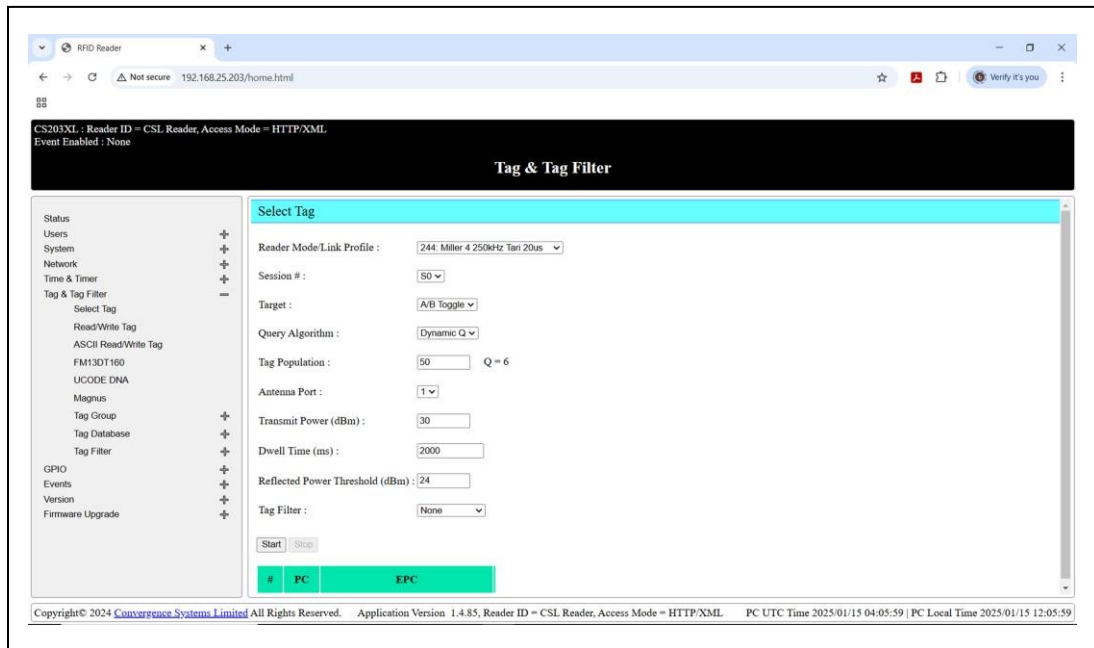 RFID Reader
Not secure 192.168.25.203/home.html
Verify it's you
CS203XL : Reader ID = CSL Reader, Access Mode = HTTP/XML
Event Enabled : None
Tag & Tag Filter
Status
Users
System
Network
Time & Timer
Tag & Tag Filter
Select Tag
Read/Write Tag
ASCII Read/Write Tag
FM13DT160
UCODE DNA
Magnus
Tag Group
Tag Database
Tag Filter
GPIO
Events
Version
Firmware Upgrade
Select Tag
Reader Mode/Link Profile : 244: Miller 4 250kHz Tari 20us
Session # : S0
Target : A/B Toggle
Query Algorithm : Dynamic Q
Tag Population : 50 Q = 6
Antenna Port : 1
Transmit Power (dBm) : 30
Dwell Time (ms) : 2000
Reflected Power Threshold (dBm) : 24
Tag Filter : None
Start Stop
# PC EPC
Copyright© 2024 Convergence Systems Limited All Rights Reserved. Application Version 1.4.85, Reader ID = CSL Reader, Access Mode = HTTP/XML PC UTC Time 2025/01/15 04:05:59 | PC Local Time 2025/01/15 12:05:59